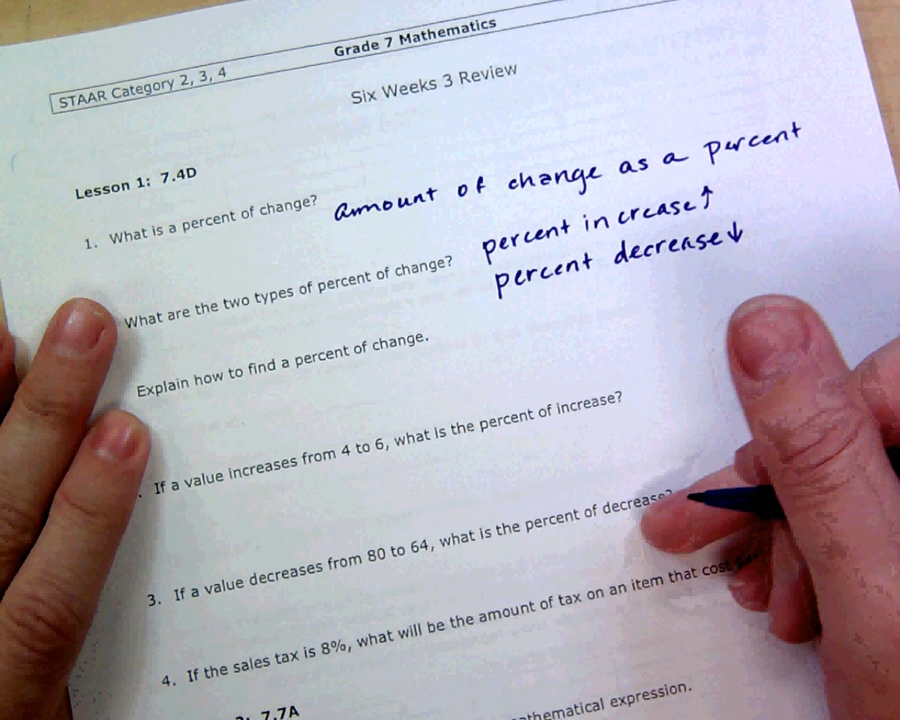 Grade 7 Mathematics
STAAR Category 2, 3, 4
Six Weeks 3 Review
Lesson 1: 7.4D
1. What is a percent of change? amount of change as a percent
What are the two types of percent of change? percent increase↑
percent decrease↓
Explain how to find a percent of change.
. If a value increases from 4 to 6, what is the percent of increase?
3. If a value decreases from 80 to 64, what is the percent of decrease?
4. If the sales tax is 8%, what will be the amount of tax on an item that cost
7.7A
mathematical expression.